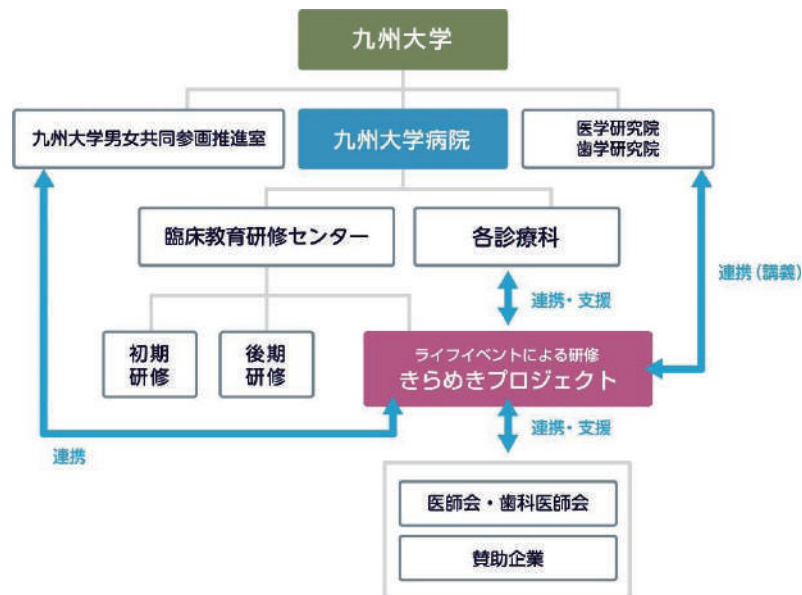 九州大学
九州大学男女共同参画推進室
九州大学病院
医学研究院
歯学研究院
臨床教育研修センター
各診療科
連携(講義)
連携・支援
初期
研修
後期
研修
ライフイベントによる研修
きらめきプロジェクト
連携・支援
連携
医師会・歯科医師会
賛助企業